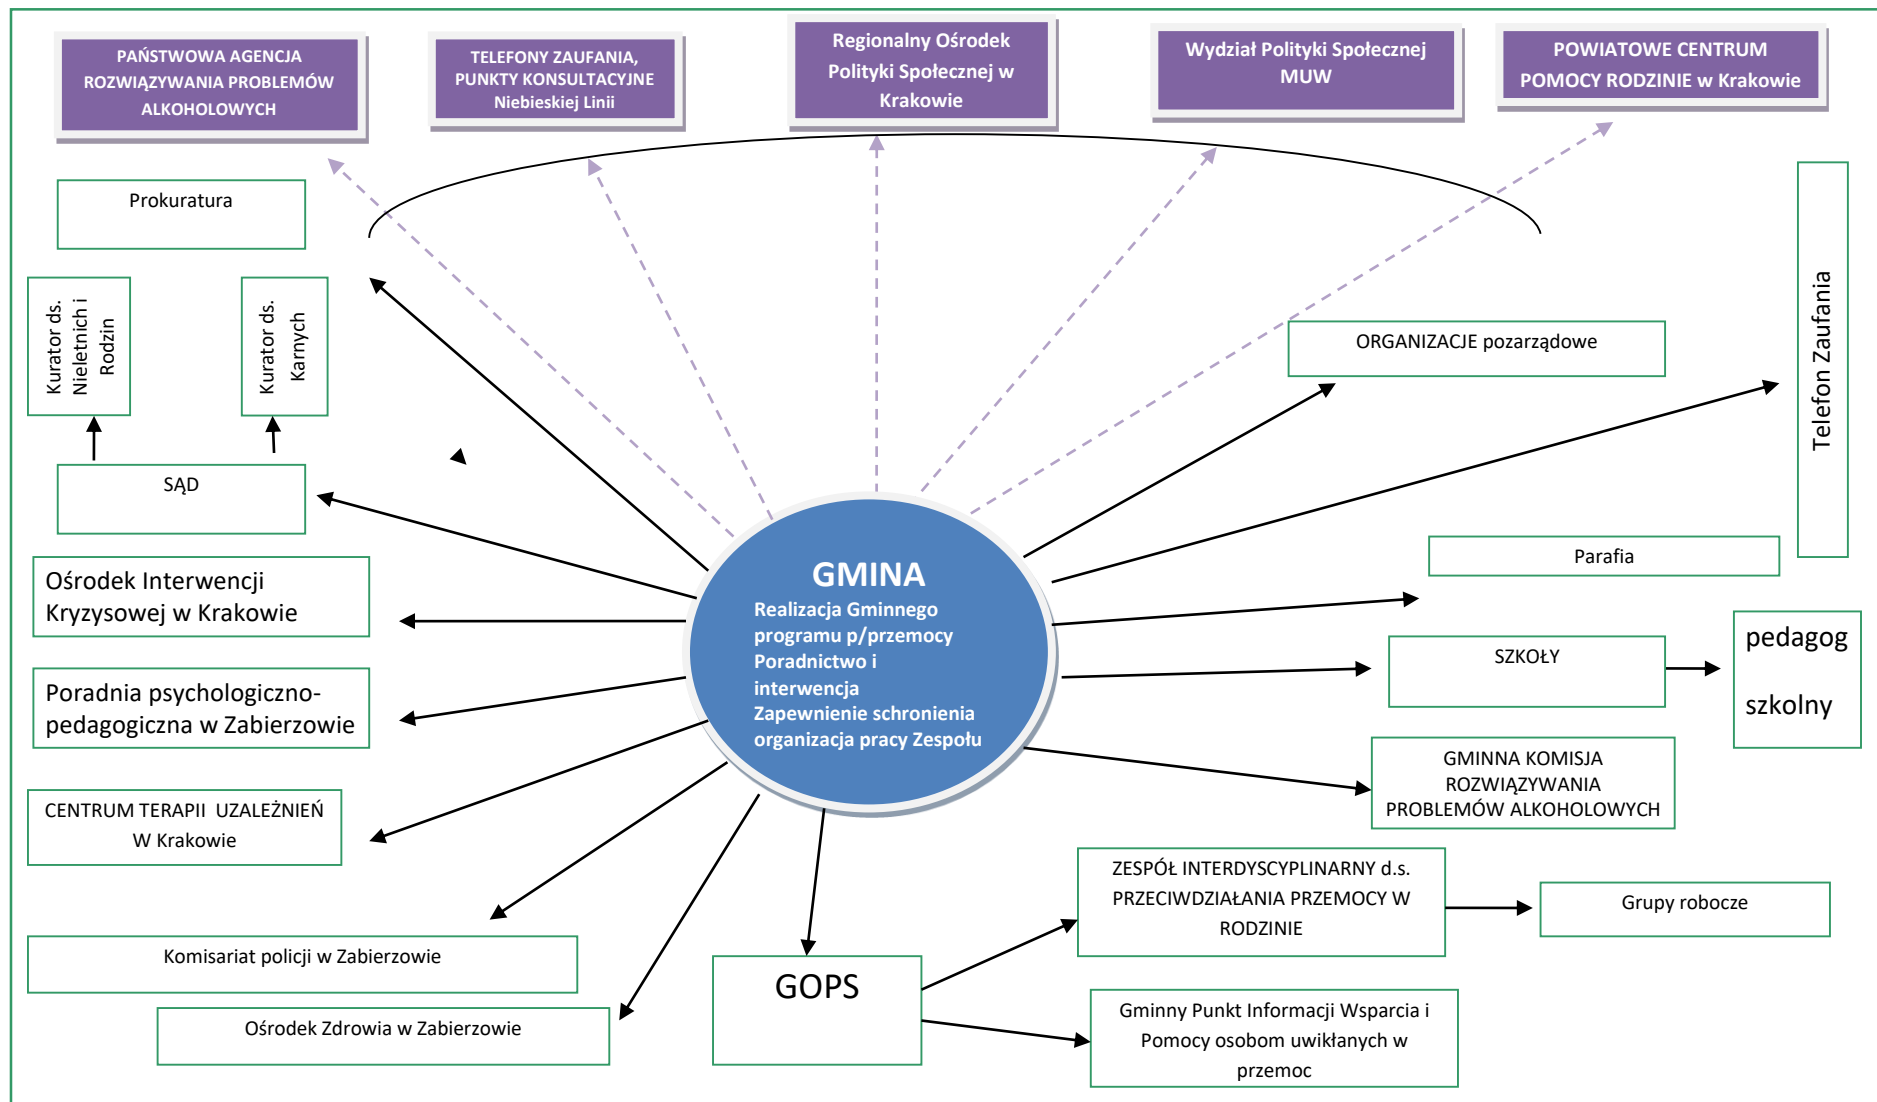 PAŃSTWOWA AGENCJA
ROZWIĄZYWANIA PROBLEMÓW
ALKOHOLOWYCH
TELEFONY ZAUFANIA,
PUNKTY KONSULTACYJNE
Niebieskiej Linii
Regionalny Ośrodek
Polityki Społecznej w
Krakowie
Wydział Polityki Społecznej
MUW
POWIATOWE CENTRUM
POMOCY RODZINIE w Krakowie
Prokuratura
Kurator ds.
Nieletnich i
Rodzin
Kurator ds.
Karnych
SĄD
Ośrodek Interwencji
Kryzysowej w Krakowie
Poradnia psychologiczno-
pedagogiczna w Zabierzowie
CENTRUM TERAPII  UZALEŻNIEŃ
W Krakowie
Komisariat policji w Zabierzowie
Ośrodek Zdrowia w Zabierzowie
GMINA
Realizacja Gminnego
programu p/przemocy
Poradnictwo i
interwencja
Zapewnienie schronienia
organizacja pracy Zespołu
ORGANIZACJE pozarządowe
Telefon Zaufania
Parafia
SZKOŁY
pedagog
szkolny
GMINNA KOMISJA
ROZWIĄZYWANIA
PROBLEMÓW ALKOHOLOWYCH
ZESPÓŁ INTERDYSCYPLINARNY d.s.
PRZECIWDZIAŁANIA PRZEMOCY W
RODZINIE
Grupy robocze
GOPS
Gminny Punkt Informacji Wsparcia i
Pomocy osobom uwikłanych w
przemoc